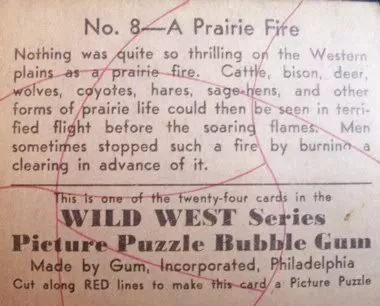 No. 8—A Prairie Fire
Nothing was quite so thrilling on the Western
plains as a prairie fire. Cattle, bison, deer,
wolves, coyotes, hares, sage-hens, and other
forms of prairie life could then be seen in terri-
fied flight before the soaring flames. Men
sometimes stopped such a fire by burning a
clearing in advance of it.
This is one of the twenty-four cards in the
WILD WEST Series
Picture Puzzle Bubble Gum
Made by Gum, Incorporated, Philadelphia
Cut along RED lines to make this card a Picture Puzzle